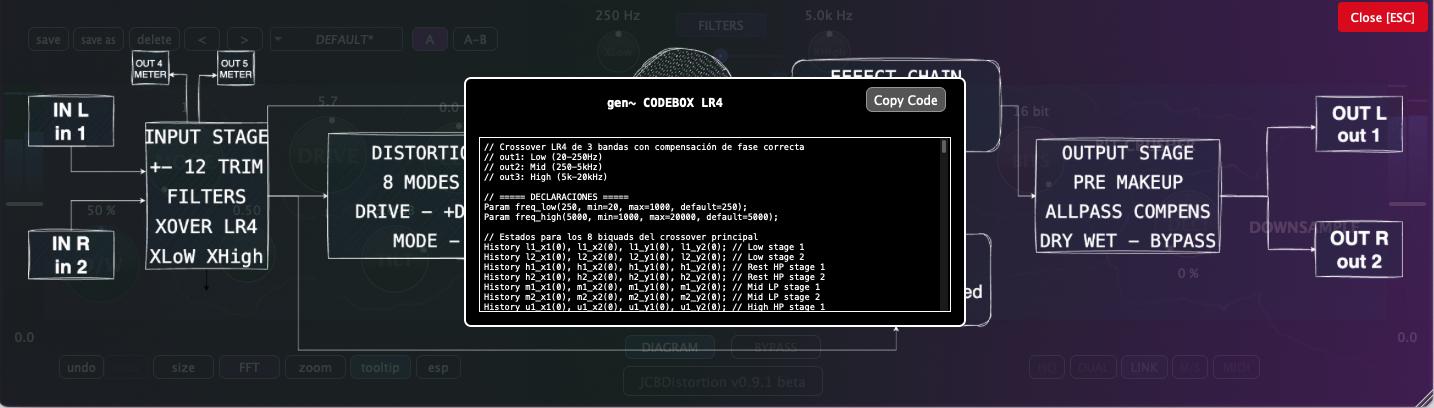 250 Hz
5.0k Hz
Close [ESC]
save
save as
delete
<
>
DEFAULT*
A
A-B
FILTERS
XLow
XHigh
OUT 4
METER
OUT 5
METER
EFFECT CHAIN
IN L
in 1
INPUT STAGE
+- 12 TRIM
FILTERS
XOVER LR4
XLoW XHigh
IN R
in 2
5.7
0.0
DRIVE
50 %
0.50
DISTORTIO
8 MODES
DRIVE - +D
MODE -
gen~ CODEBOX LR4
Copy Code
// Crossover LR4 de 3 bandas con compensación de fase correcta
// out1: Low (20-250Hz)
// out2: Mid (250-5kHz)
// out3: High (5k-20kHz)
// ===== DECLARACIONES =====
Param freq_low(250, min=20, max=1000, default=250);
Param freq_high(5000, min=1000, max=20000, default=5000);
// Estados para los 8 biquads del crossover principal
History l1_x1(0), l1_x2(0), l1_y1(0), l1_y2(0); // Low stage 1
History l2_x1(0), l2_x2(0), l2_y1(0), l2_y2(0); // Low stage 2
History h1_x1(0), h1_x2(0), h1_y1(0), h1_y2(0); // Rest HP stage 1
History h2_x1(0), h2_x2(0), h2_y1(0), h2_y2(0); // Rest HP stage 2
History m1_x1(0), m1_x2(0), m1_y1(0), m1_y2(0); // Mid LP stage 1
History m2_x1(0), m2_x2(0), m2_y1(0), m2_y2(0); // Mid LP stage 2
History u1_x1(0), u1_x2(0), u1_y1(0), u1_y2(0); // High HP stage 1
ed
16 bit
OUTPUT STAGE
PRE MAKEUP
ALLPASS COMPENS
DRY WET - BYPASS
DOWNSAMPLE
0 %
OUT L
out 1
OUT R
out 2
0.0
0.0
DIAGRAM
BYPASS
undo
size
FFT
zoom
tooltip
esp
JCBDistortion v0.9.1 beta
HQ
DUAL
LINK
M/S
MIDI